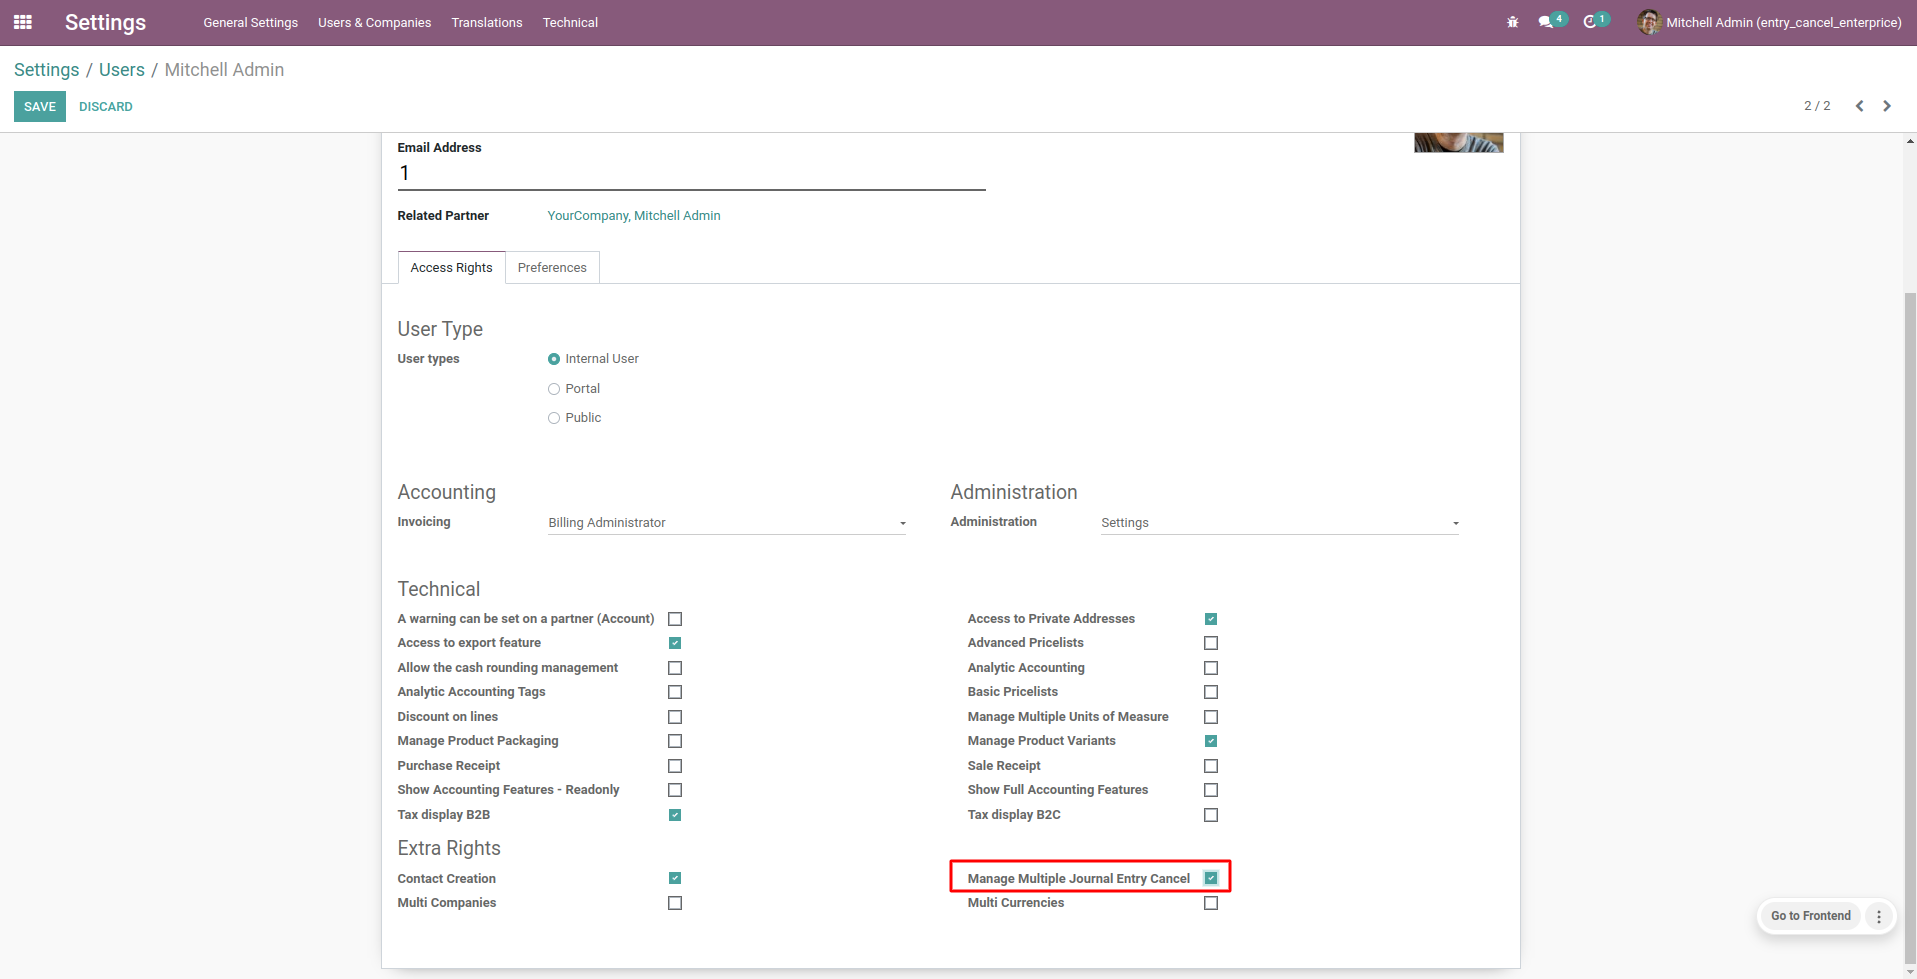 Settings General Settings Users & Companies Translations Technical 4 1 Mitchell Admin (entry_cancel_enterprice)
Settings / Users / Mitchell Admin
SAVE DISCARD 2 / 2
Email Address
1
Related Partner YourCompany, Mitchell Admin
Access Rights Preferences
User Type
User types Internal User
Portal
Public
Accounting Administration
Invoicing Billing Administrator Administration Settings
Technical
A warning can be set on a partner (Account) Access to Private Addresses
Access to export feature Advanced Pricelists
Allow the cash rounding management Analytic Accounting
Analytic Accounting Tags Basic Pricelists
Discount on lines Manage Multiple Units of Measure
Manage Product Packaging Manage Product Variants
Purchase Receipt Sale Receipt
Show Accounting Features - Readonly Show Full Accounting Features
Tax display B2B Tax display B2C
Extra Rights
Contact Creation Manage Multiple Journal Entry Cancel
Multi Companies Multi Currencies
Go to Frontend